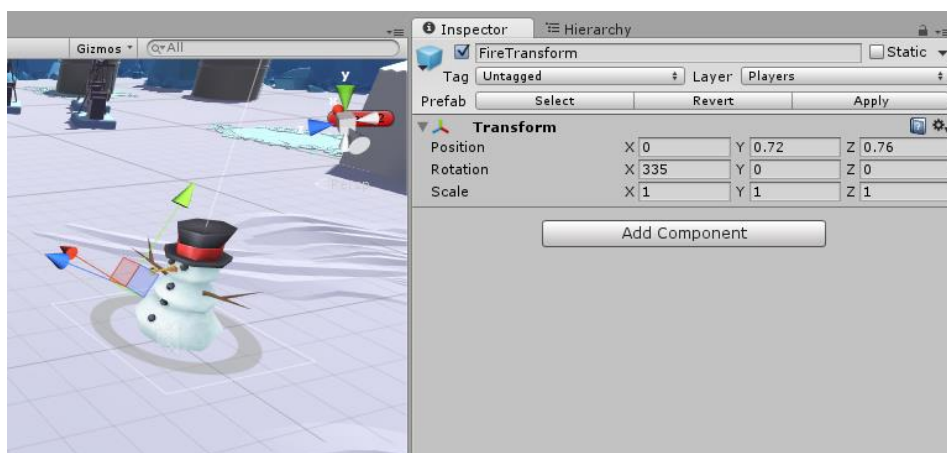 Inspector Hierarchy
Gizmos All
FireTransform Static
Tag Untagged Layer Players
Prefab Select Revert Apply
Transform
Position X 0 Y 0.72 Z 0.76
Rotation X 335 Y 0 Z 0
Scale X 1 Y 1 Z 1
Add Component
y
z
Persp